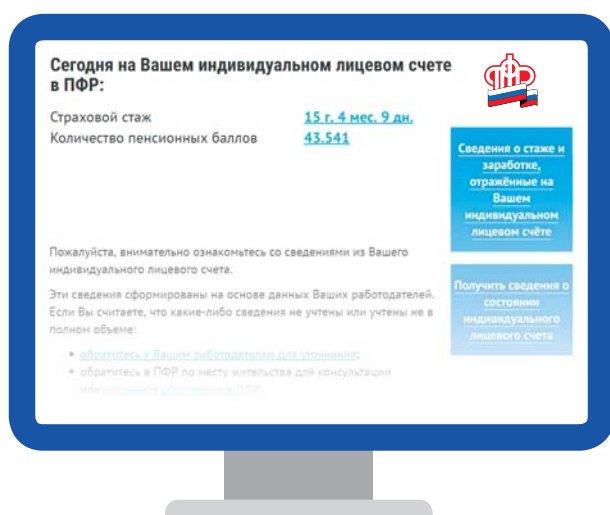 Сегодня на Вашем индивидуальном лицевом счете
в ПФР:
ПФР
Страховой стаж 15 г. 4 мес. 9 дн.
Количество пенсионных баллов 43.541
Сведения о стаже и
заработке,
отражённые на
Вашем
индивидуальном
лицевом счёте
Пожалуйста, внимательно ознакомьтесь со сведениями из Вашего
индивидуального лицевого счета.
Эти сведения сформированы на основе данных Ваших работодателей.
Если Вы считаете, что какие-либо сведения не учтены или учтены не в
полном объеме:
Получить сведения о
состоянии
индивидуального
лицевого счета
• обратитесь к Вашим работодателям для уточнения;
• обратитесь в ПФР по месту жительства для консультации
или обращение в ПФР.